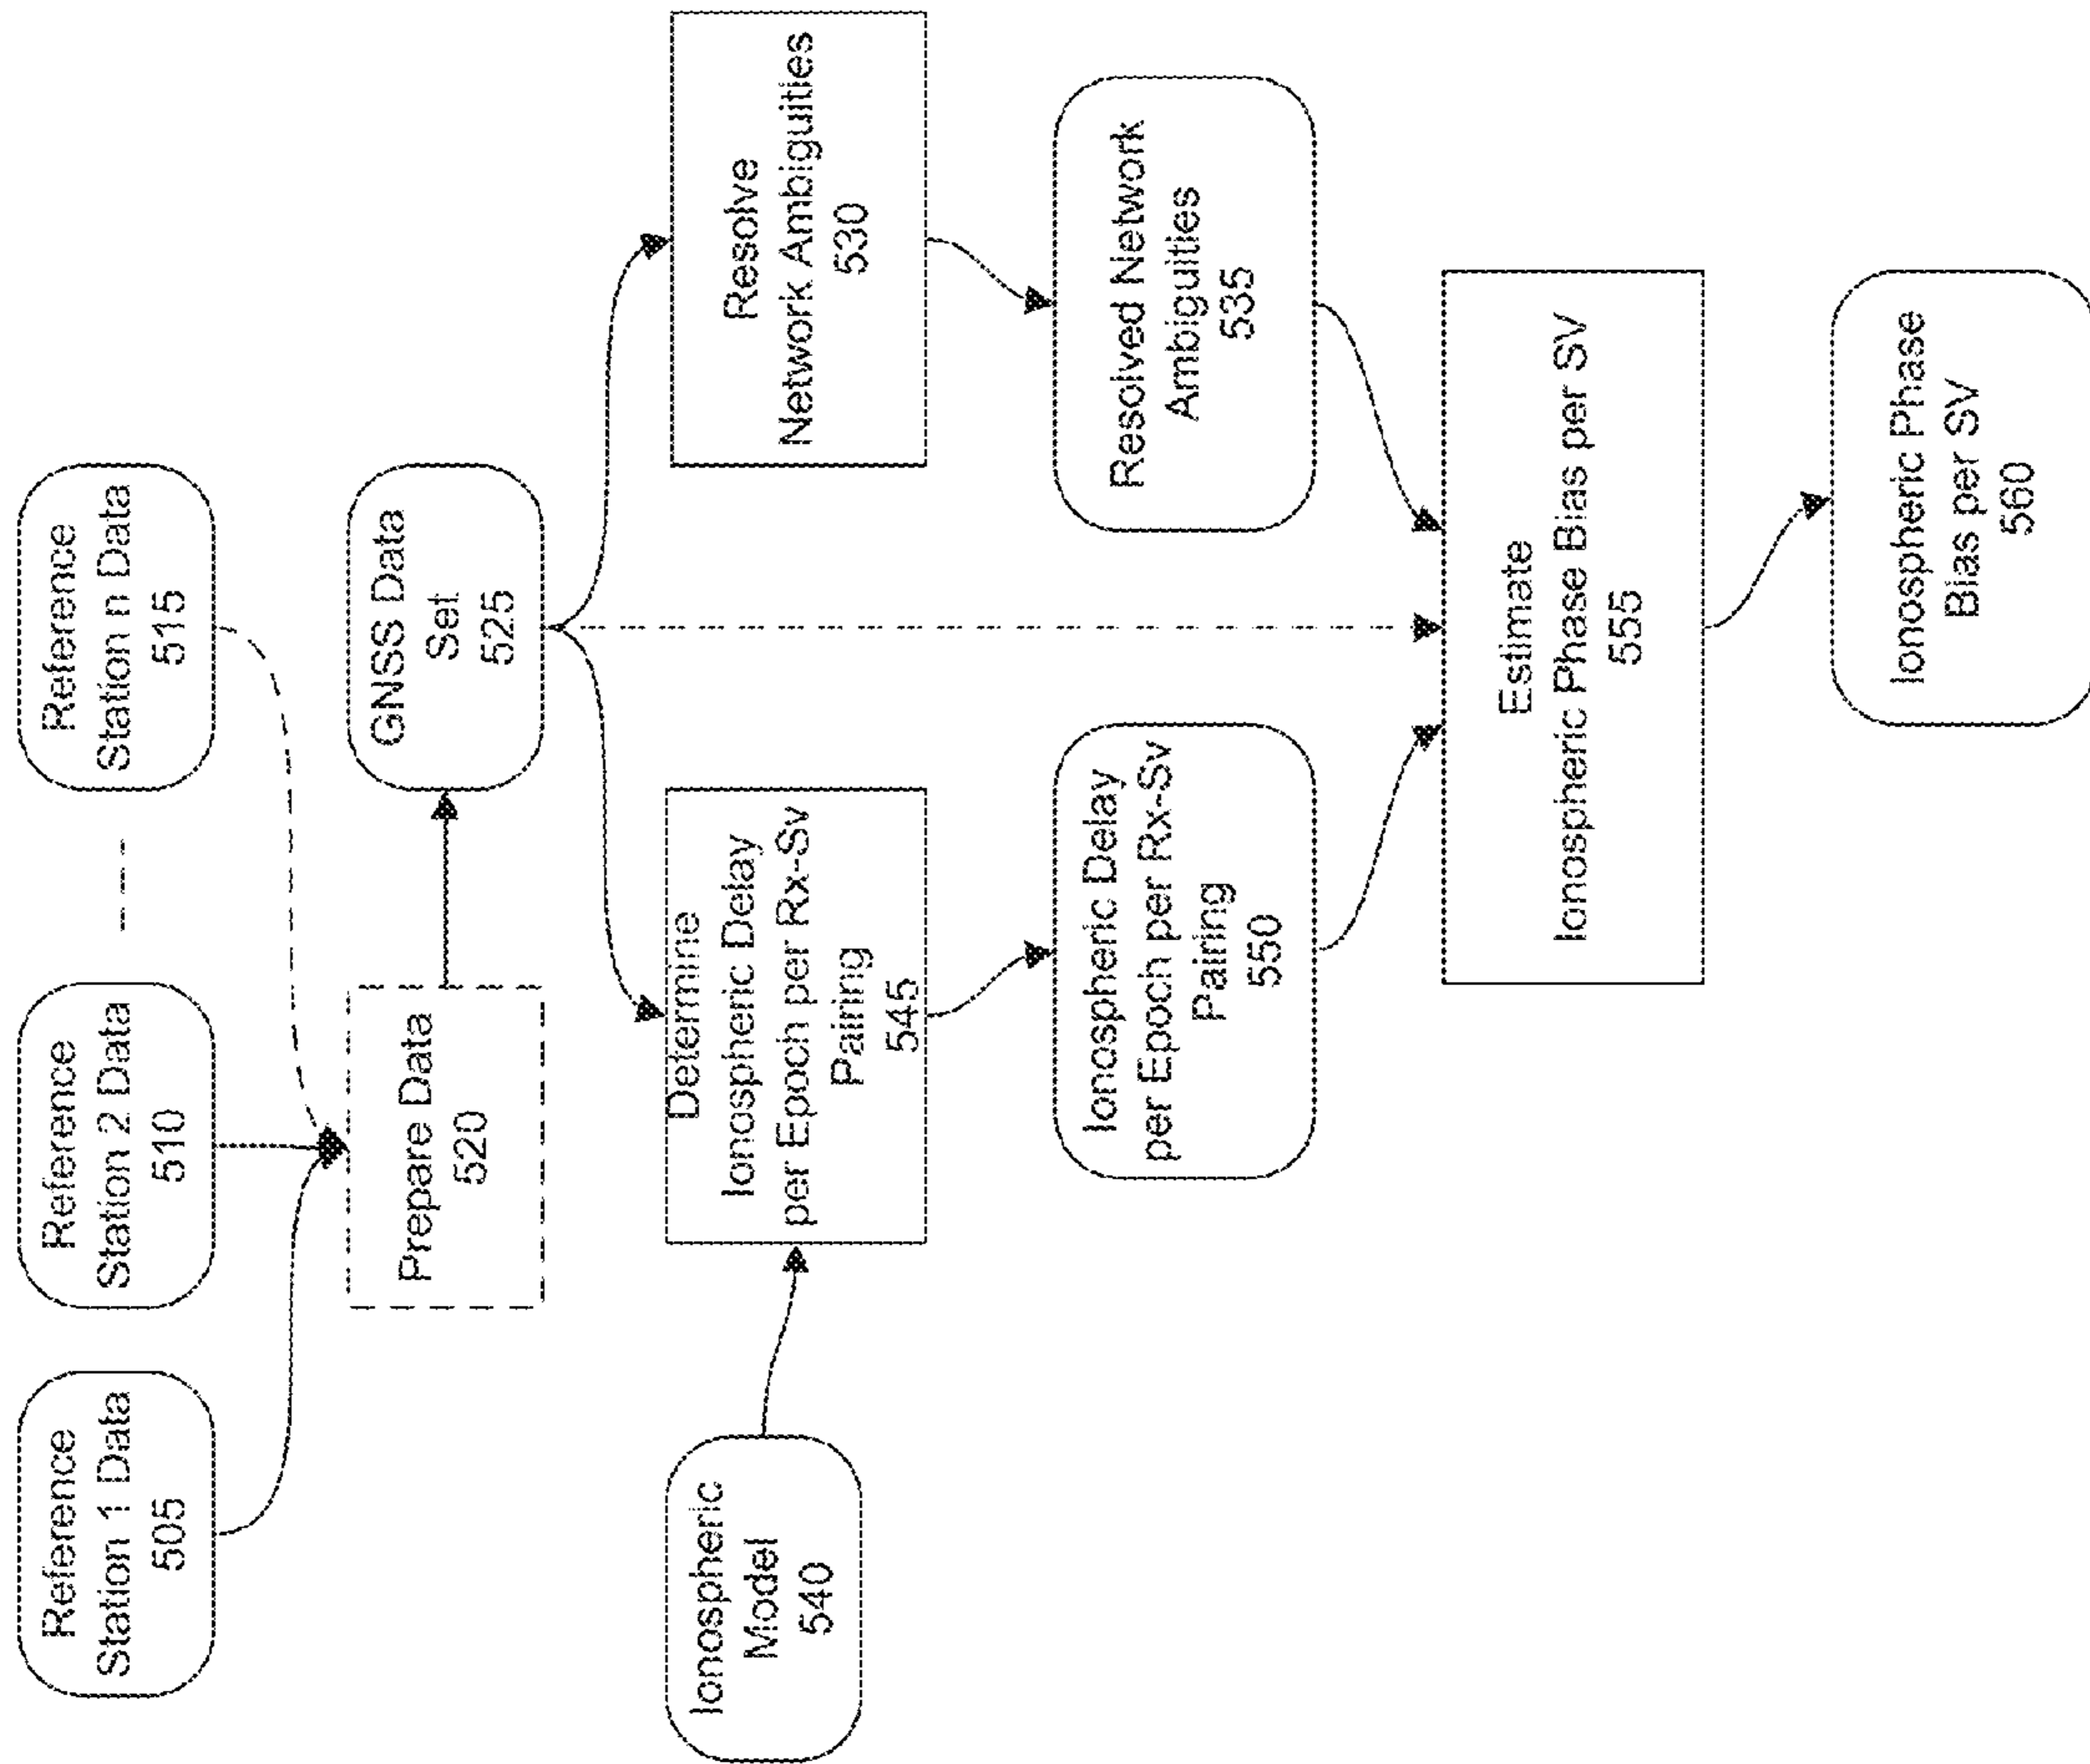 Reference
Station 1 Data
505
Reference
Station 2 Data
510
Reference
Station n Data
515
Prepare Data
520
GNSS Data
Set
525
Ionospheric
Model
540
Determine
Ionospheric Delay
per Epoch per Rx-Sv
Pairing
545
Resolve
Network Ambiguities
530
Ionospheric Delay
per Epoch per Rx-Sv
Pairing
550
Resolved Network
Ambiguities
535
Estimate
Ionospheric Phase Bias per SV
555
Ionospheric Phase
Bias per SV
560